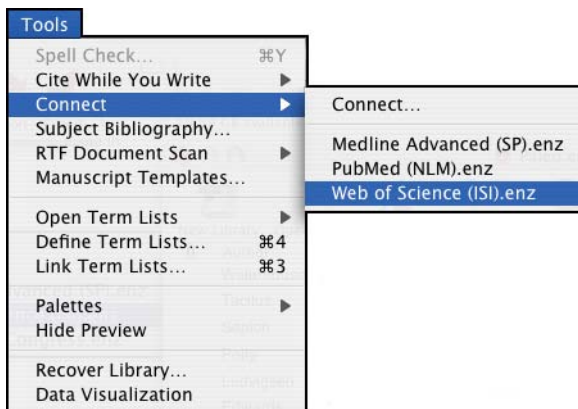 Tools
Spell Check... ⌘Y
Cite While You Write
Connect
Subject Bibliography...
RTF Document Scan
Manuscript Templates...
Open Term Lists
Define Term Lists... ⌘4
Link Term Lists... ⌘3
Palettes
Hide Preview
Recover Library...
Data Visualization
Connect...
Medline Advanced (SP).enz
PubMed (NLM).enz
Web of Science (ISI).enz